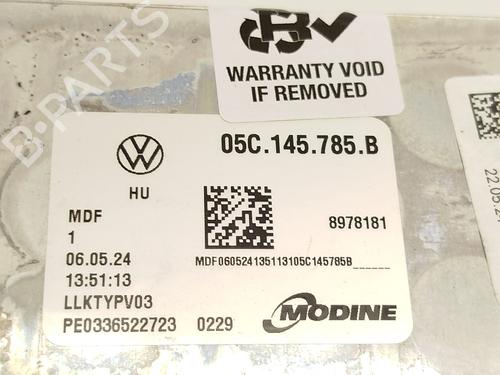 B-PARTS
WARRANTY VOID
IF REMOVED
05C.145.785.B
HU
MDF
8978181
1
06.05.24
MDF060524135113105C145785B
13:51:13
LLKTYPV03
PE0336522723 0229
MODINE
22.05.2